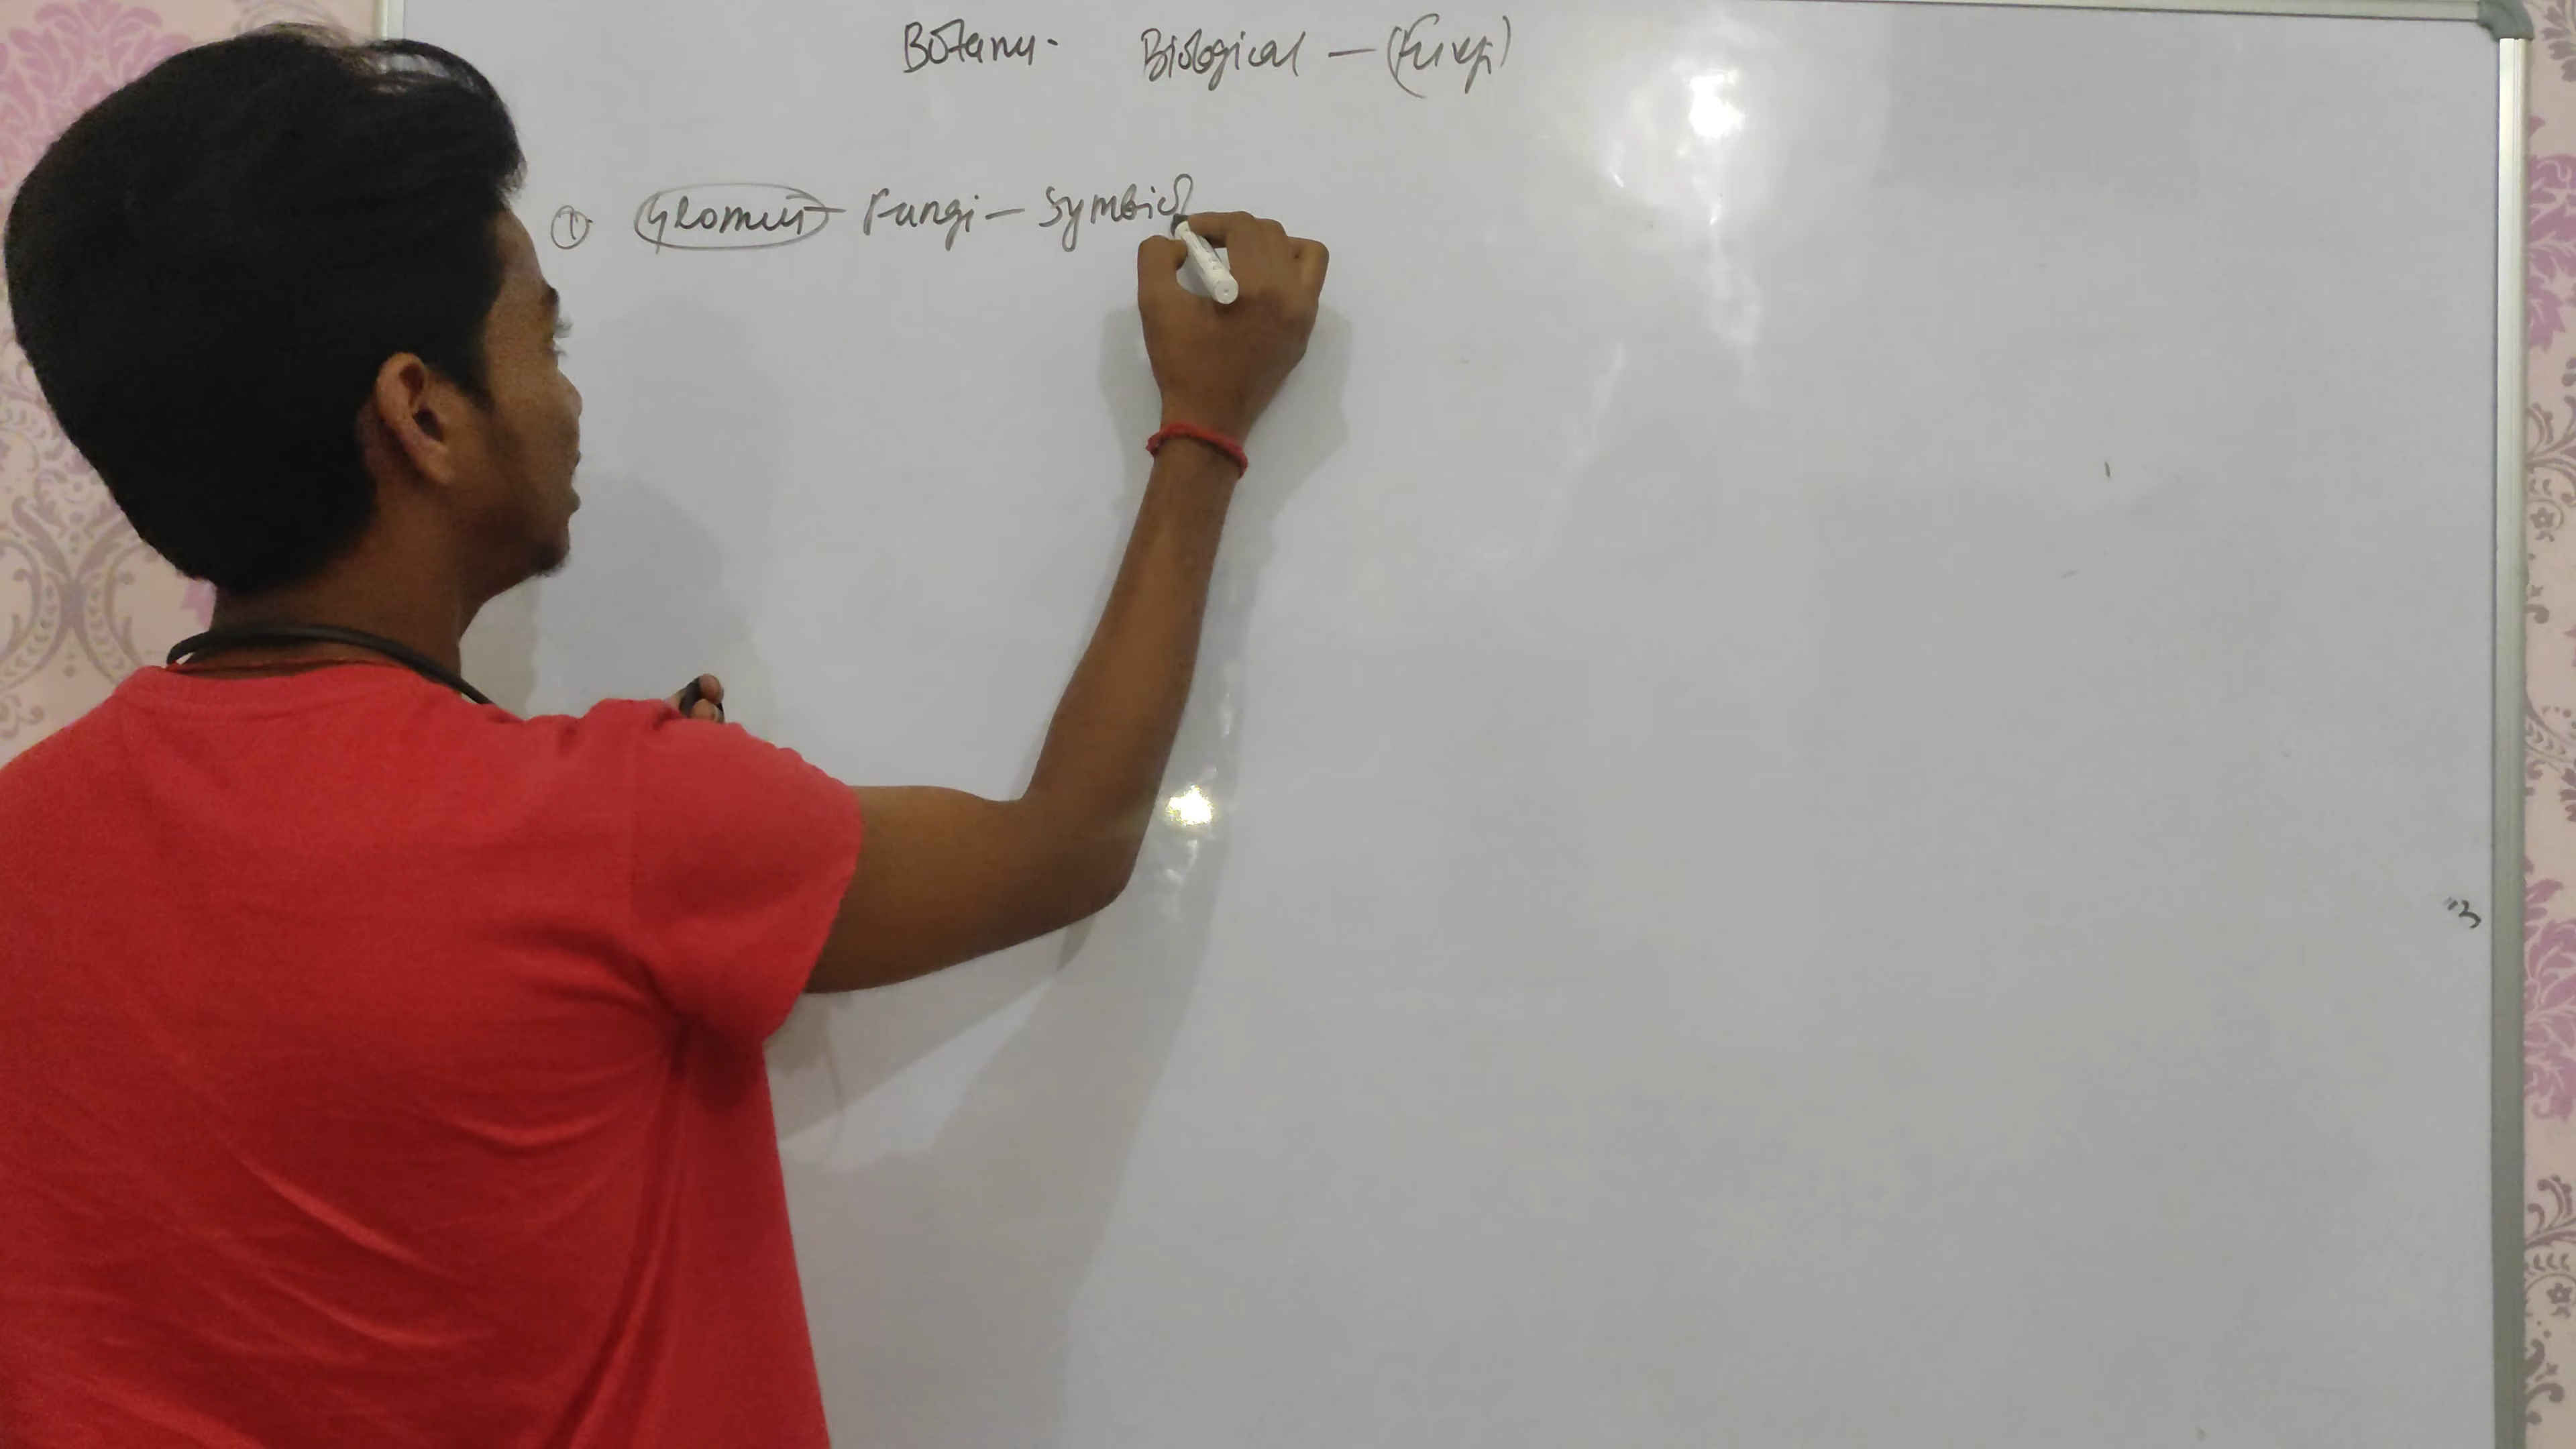 Botany. Biological - (Fungi)
① Glomus - Fungi - Symbio